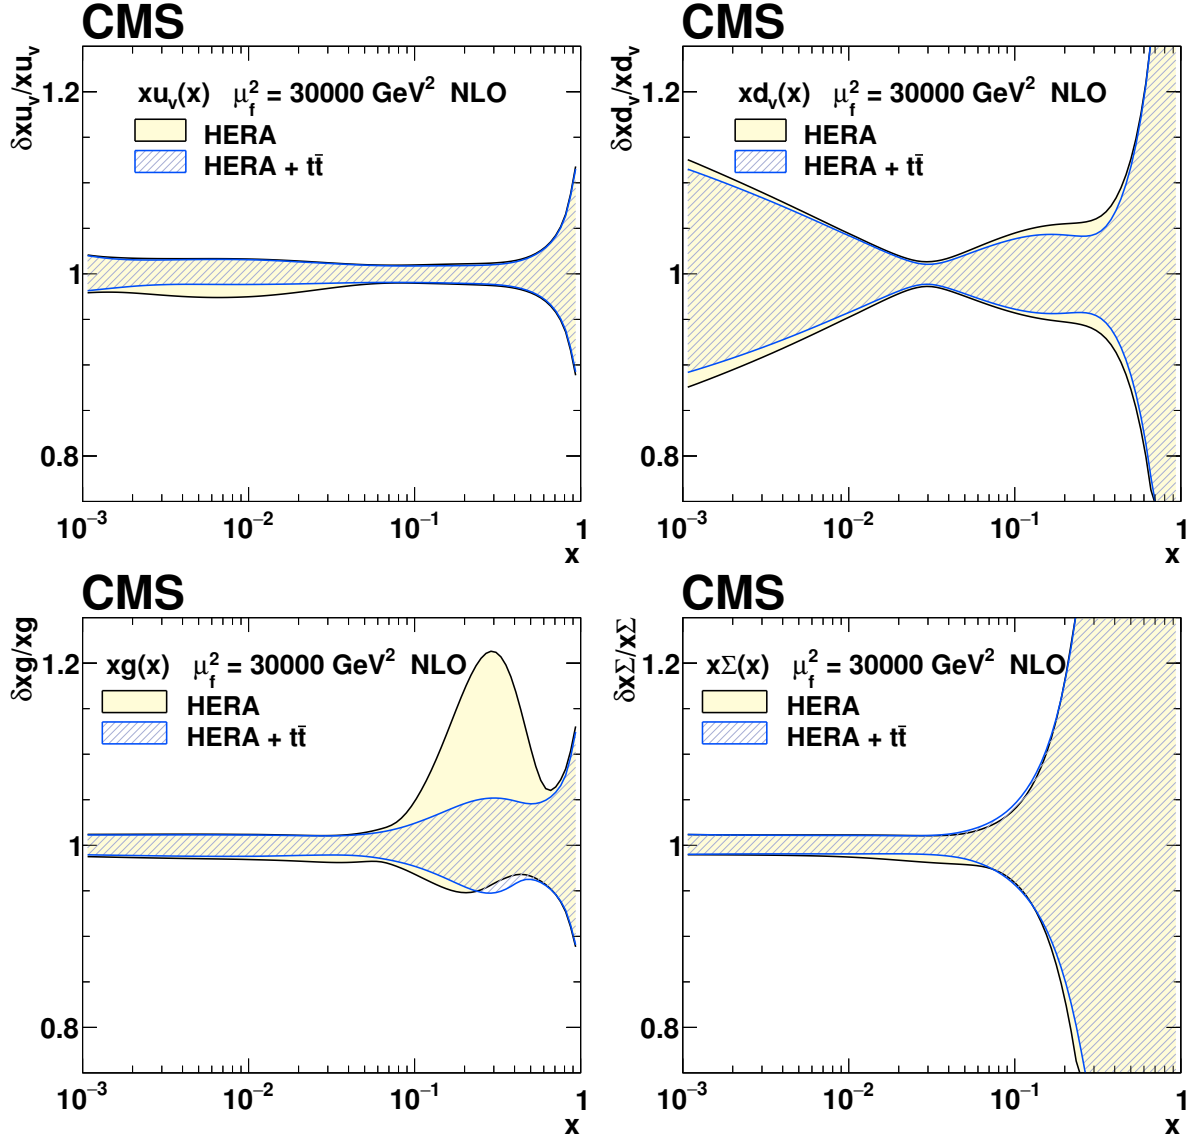 CMS
δxu_v/xu_v
1.2
1
0.8
xu_v(x) μ_f^2 = 30000 GeV^2 NLO
HERA
HERA + tt̄
10^−3 10^−2 10^−1 1
x
CMS
δxd_v/xd_v
1.2
1
0.8
xd_v(x) μ_f^2 = 30000 GeV^2 NLO
HERA
HERA + tt̄
10^−3 10^−2 10^−1 1
x
CMS
δxg/xg
1.2
1
0.8
xg(x) μ_f^2 = 30000 GeV^2 NLO
HERA
HERA + tt̄
10^−3 10^−2 10^−1 1
x
CMS
δxΣ/xΣ
1.2
1
0.8
xΣ(x) μ_f^2 = 30000 GeV^2 NLO
HERA
HERA + tt̄
10^−3 10^−2 10^−1 1
x